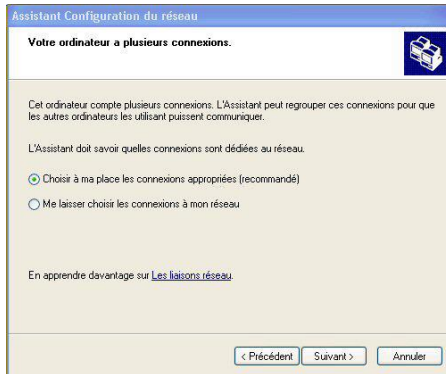 Assistant Configuration du réseau
Votre ordinateur a plusieurs connexions.
Cet ordinateur compte plusieurs connexions. L'Assistant peut regrouper ces connexions pour que
les autres ordinateurs les utilisant puissent communiquer.
L'Assistant doit savoir quelles connexions sont dédiées au réseau.
Choisir à ma place les connexions appropriées (recommandé)
Me laisser choisir les connexions à mon réseau
En apprendre davantage sur Les liaisons réseau.
< Précédent Suivant > Annuler